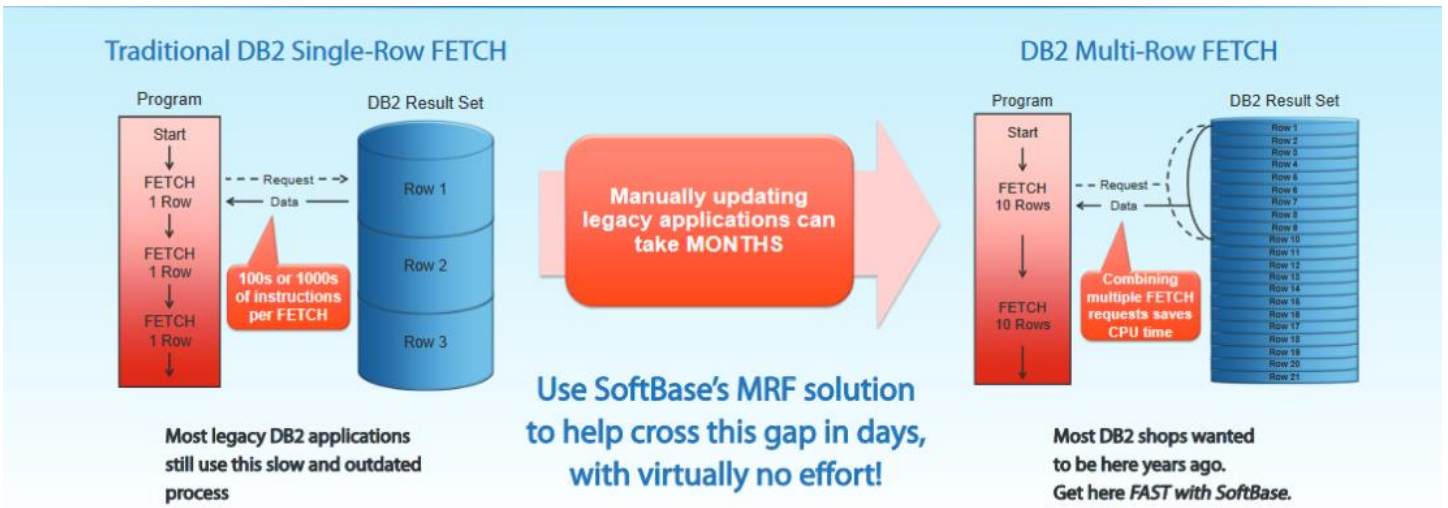 Traditional DB2 Single-Row FETCH
Program
DB2 Result Set
Start
FETCH
1 Row
Request
Data
FETCH
1 Row
FETCH
1 Row
100s or 1000s
of instructions
per FETCH
Row 1
Row 2
Row 3
Most legacy DB2 applications
still use this slow and outdated
process
Manually updating
legacy applications can
take MONTHS
Use SoftBase's MRF solution
to help cross this gap in days,
with virtually no effort!
DB2 Multi-Row FETCH
Program
DB2 Result Set
Start
FETCH
10 Rows
Request
Data
FETCH
10 Rows
Combining
multiple FETCH
requests saves
CPU time
Row 1
Row 2
Row 3
Row 4
Row 5
Row 6
Row 7
Row 8
Row 9
Row 10
Row 11
Row 12
Row 13
Row 14
Row 15
Row 16
Row 17
Row 18
Row 19
Row 20
Row 21
Most DB2 shops wanted
to be here years ago.
Get here FAST with SoftBase.